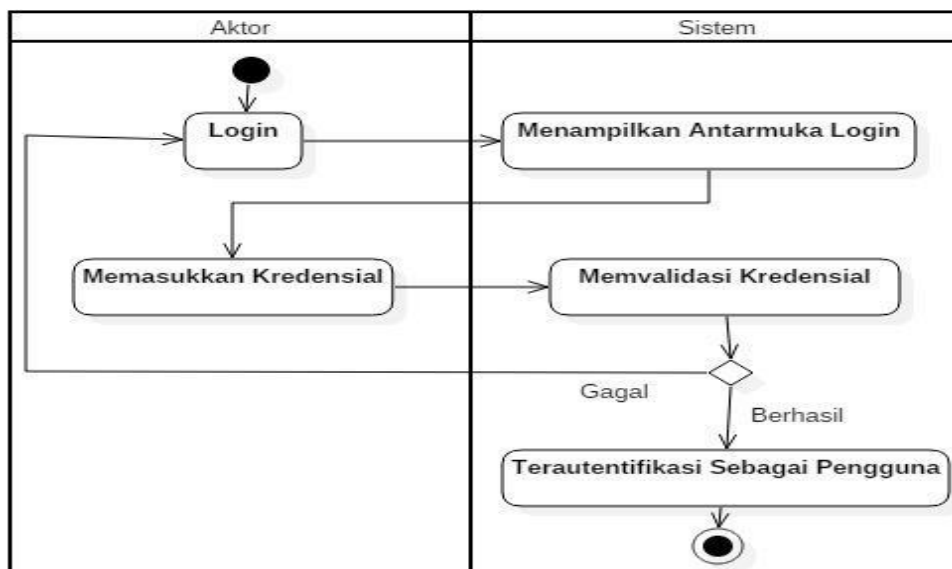 Aktor
Sistem
Login
Menampilkan Antarmuka Login
Memasukkan Kredensial
Memvalidasi Kredensial
Gagal
Berhasil
Terautentifikasi Sebagai Pengguna